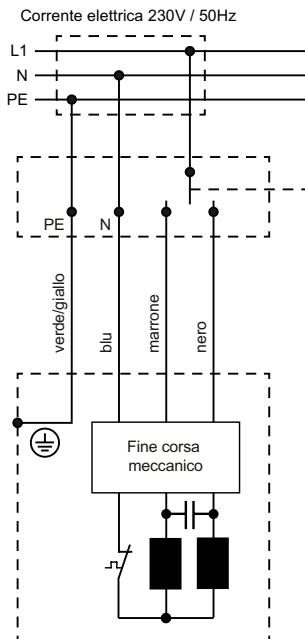 Corrente elettrica 230V / 50Hz
L1
N
PE
PE
N
verde/giallo
blu
marrone
nero
Fine corsa
meccanico